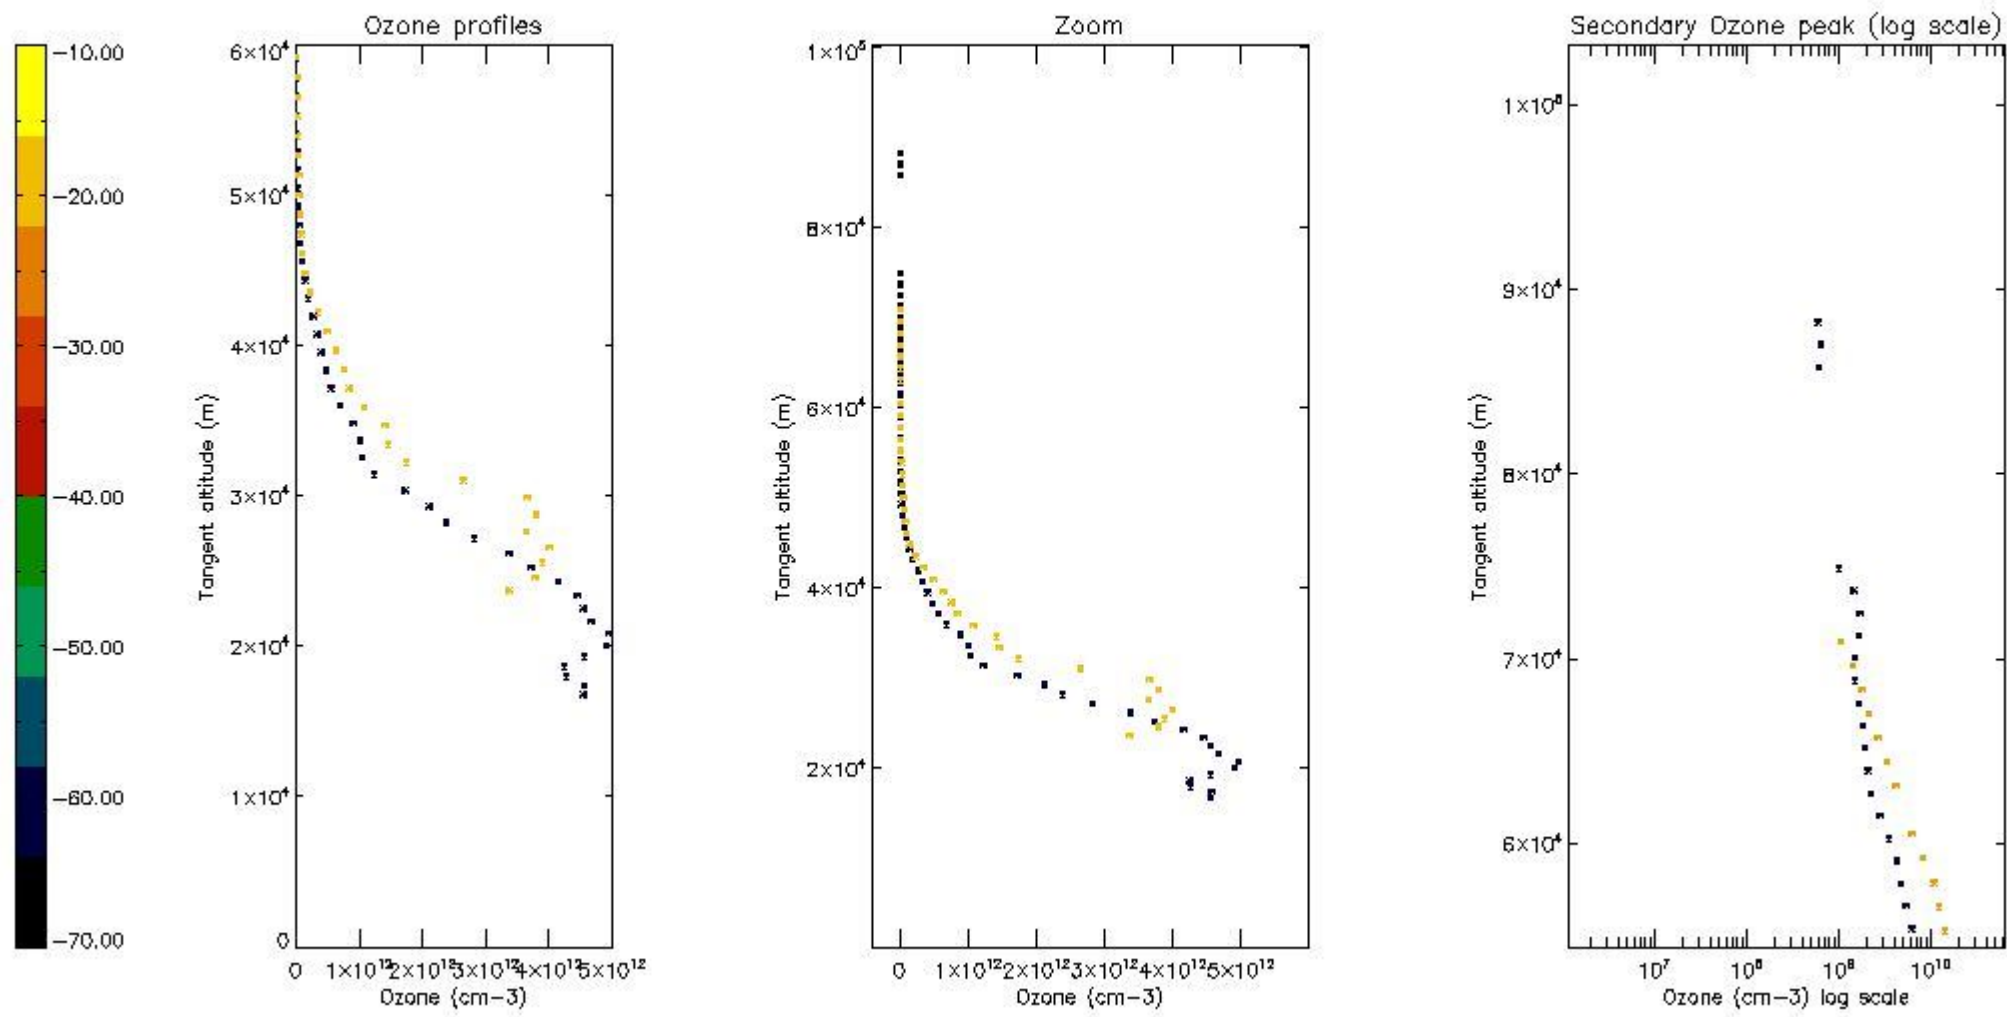 Ozone profiles
Zoom
Secondary Ozone peak (log scale)
−10.00
−20.00
−30.00
−40.00
−50.00
−60.00
−70.00
6×10⁴
5×10⁴
4×10⁴
3×10⁴
2×10⁴
1×10⁴
0
Tangent altitude (m)
0 1×10¹² 2×10¹² 3×10¹² 4×10¹² 5×10¹²
Ozone (cm−3)
1×10⁵
8×10⁴
6×10⁴
4×10⁴
2×10⁴
Tangent altitude (m)
0 1×10¹² 2×10¹² 3×10¹² 4×10¹² 5×10¹²
Ozone (cm−3)
9×10⁴
8×10⁴
7×10⁴
6×10⁴
Tangent altitude (m)
10⁷ 10⁸ 10⁹ 10¹⁰
Ozone (cm−3) log scale